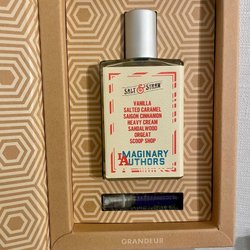 SALT & STRAW
VANILLA
SALTED CARAMEL
SAIGON CINNAMON
HEAVY CREAM
SANDALWOOD
ORGEAT
SCOOP SHOP
IMAGINARY
AUTHORS
GRANDEUR